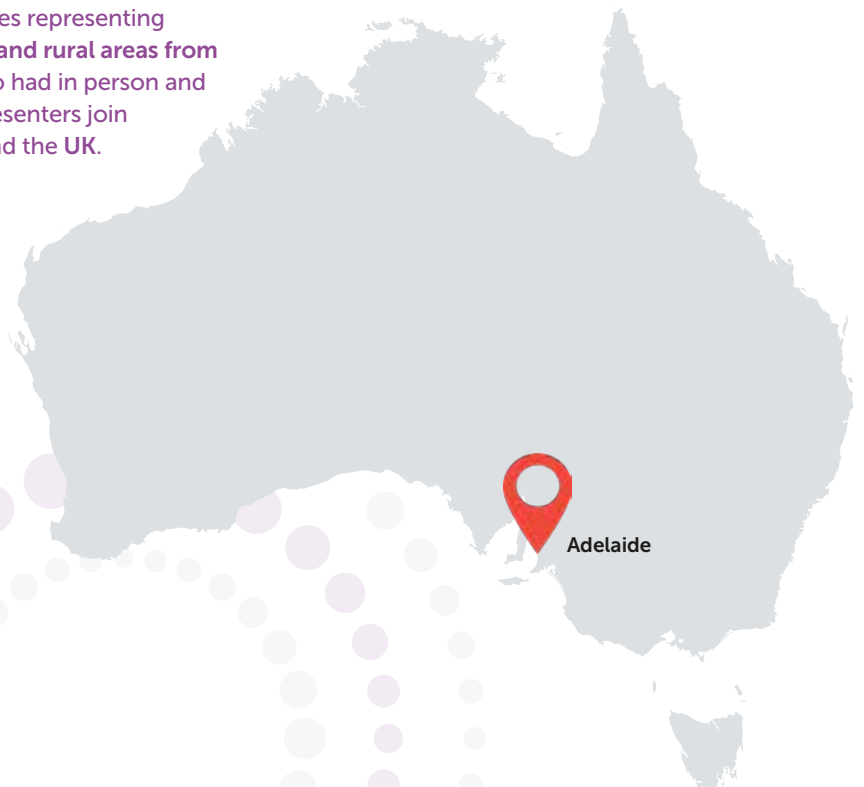 es representing
and rural areas from
o had in person and
esenters join
nd the UK.
Adelaide